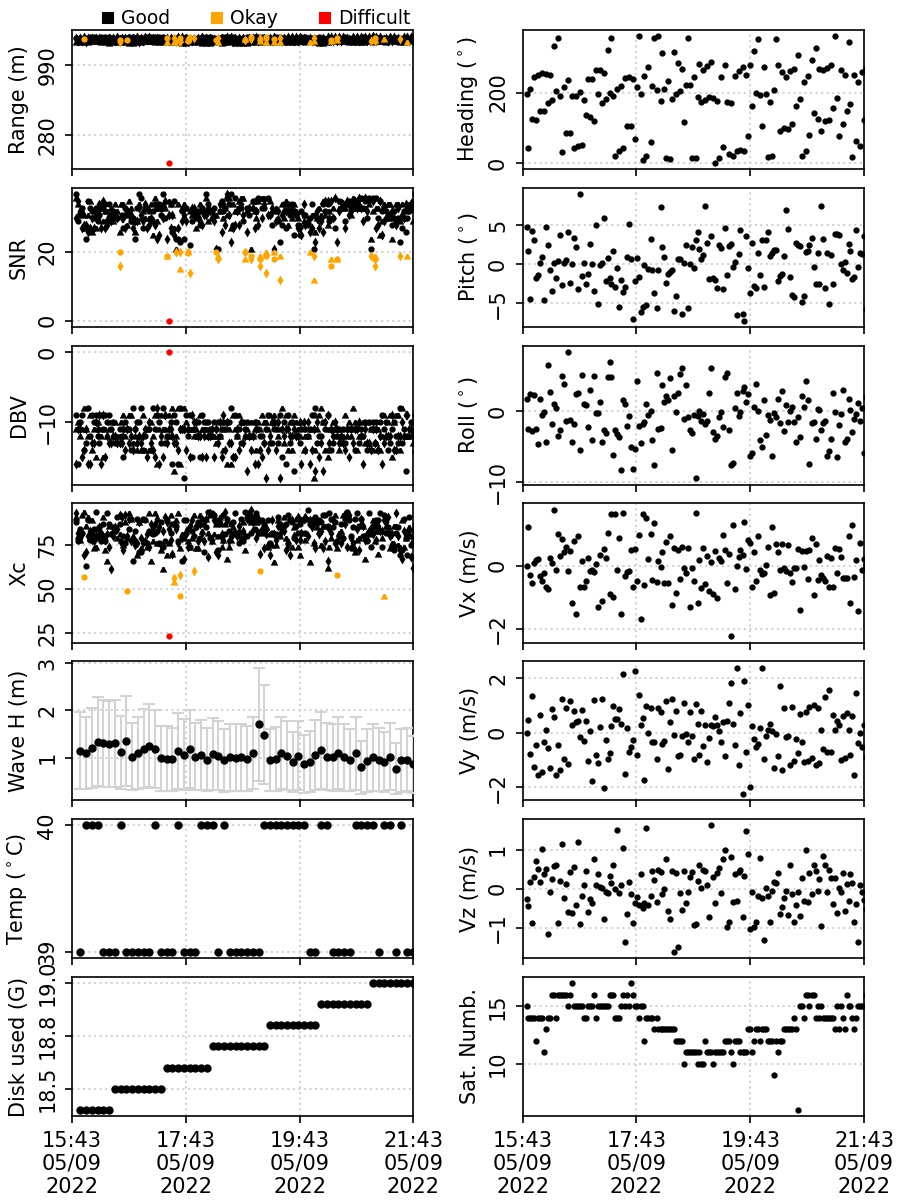 Good Okay Difficult
Range (m)
990
280
Heading (°)
200
0
SNR
20
0
Pitch (°)
5
0
−5
DBV
0
−10
Roll (°)
0
−10
Xc
75
50
25
Vx (m/s)
0
−2
Wave H (m)
3
2
1
Vy (m/s)
2
0
−2
Temp (°C)
40
39
Vz (m/s)
1
0
−1
Disk used (G)
19.0
18.8
18.5
Sat. Numb.
15
10
15:43 17:43 19:43 21:43 15:43 17:43 19:43 21:43
05/09 05/09 05/09 05/09 05/09 05/09 05/09 05/09
2022 2022 2022 2022 2022 2022 2022 2022